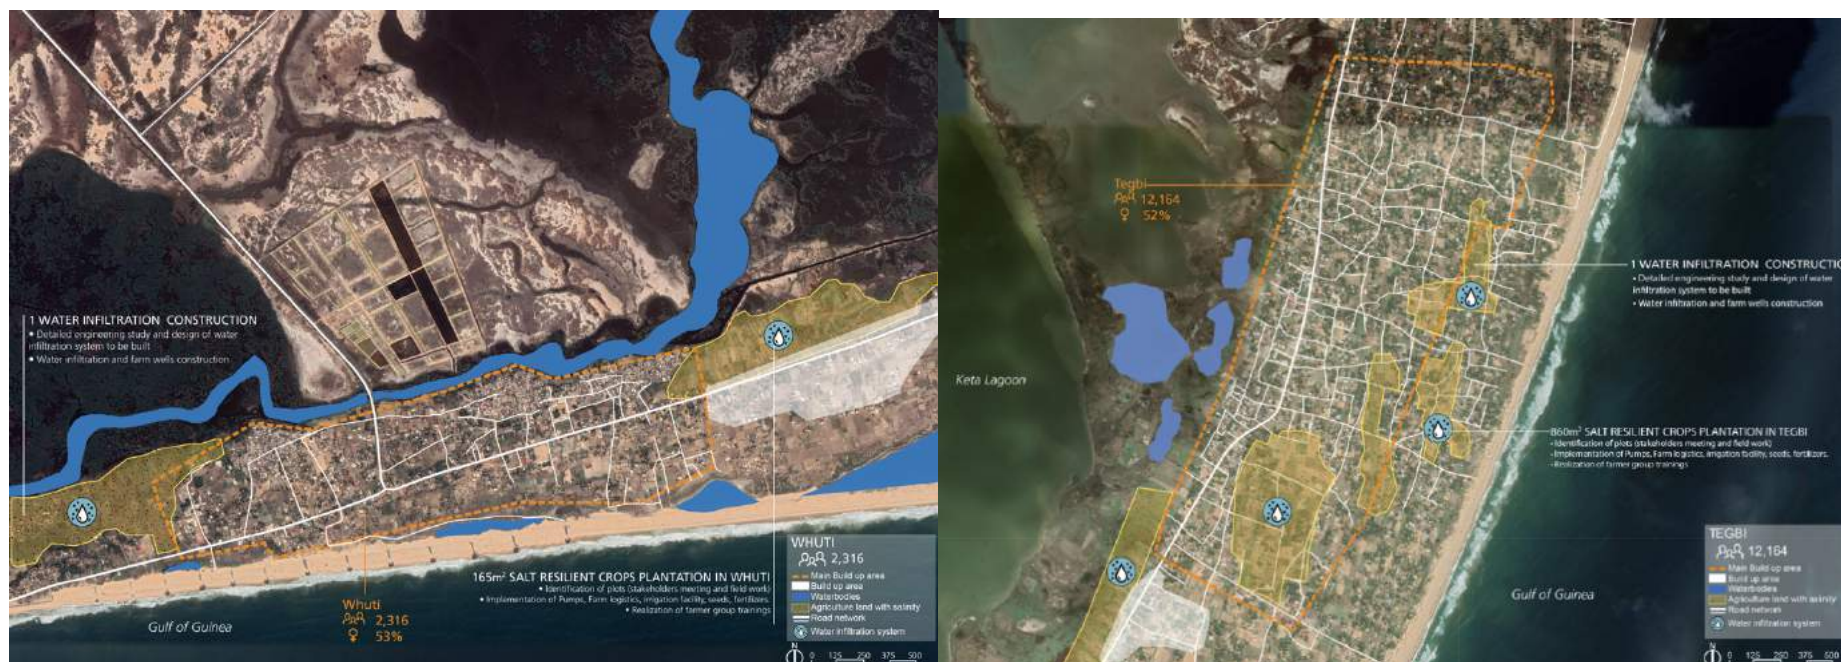 1 WATER INFILTRATION CONSTRUCTION
• Detailed engineering study and design of water
infiltration system to be built
• Water infiltration and farm wells construction
165m² SALT RESILIENT CROPS PLANTATION IN WHUTI
• Identification of plots (stakeholders meeting and field work)
• Implementation of Pumps, Farm logistics, irrigation facility, seeds, fertilizers.
• Realization of farmer group trainings
Whuti
2,316
53%
Gulf of Guinea
WHUTI
2,316
Main Build up area
Build up area
Waterbodies
Agriculture land with salinity
Road network
Water infiltration system
N
0 125 250 375 500
Tegbi
12,164
52%
Keta Lagoon
1 WATER INFILTRATION CONSTRUCTIO
• Detailed engineering study and design of water
infiltration system to be built
• Water infiltration and farm wells construction
860m² SALT RESILIENT CROPS PLANTATION IN TEGBI
• Identification of plots (stakeholders meeting and field work)
• Implementation of Pumps, Farm logistics, irrigation facility, seeds, fertilizers.
• Realization of farmer group trainings
Gulf of Guinea
TEGBI
12,164
Main Build up area
Build up area
Waterbodies
Agriculture land with salinity
Road network
Water infiltration system
N
0 125 250 375 500